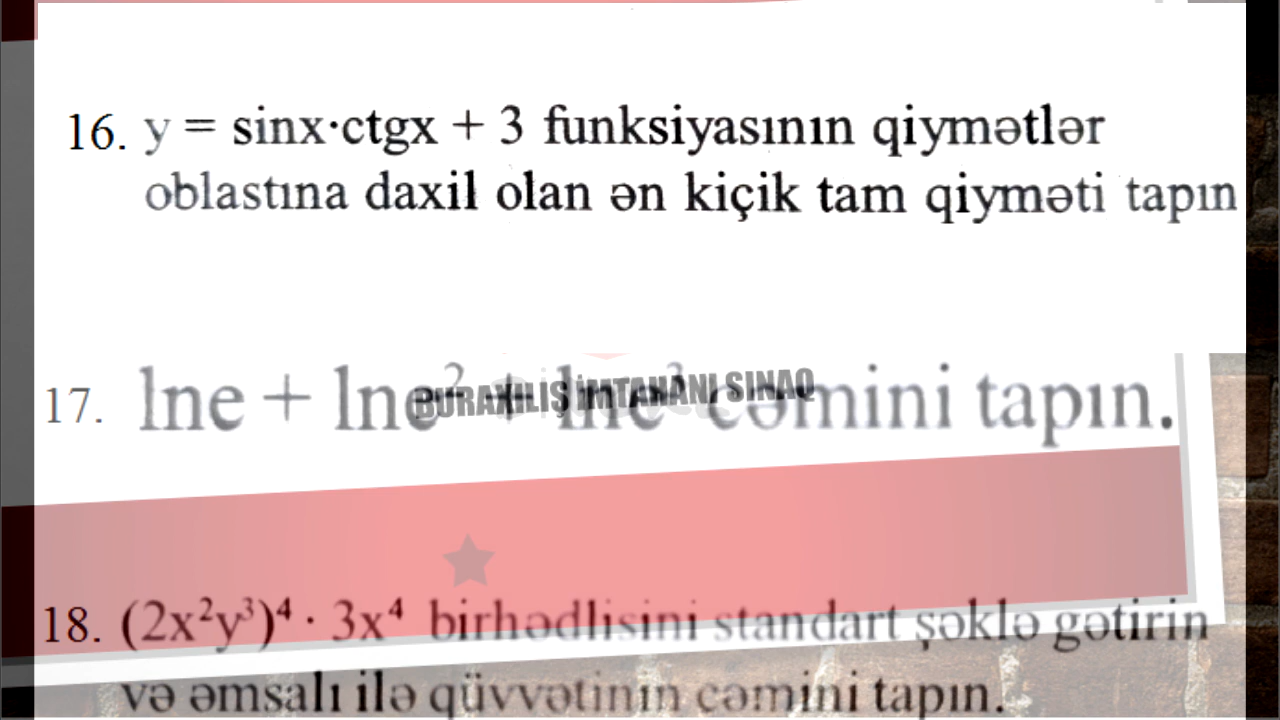 16. y = sinx·ctgx + 3 funksiyasının qiymətlər
oblastına daxil olan ən kiçik tam qiyməti tapın
17. lne + lne² + lne³ cəmini tapın.
BURAXILIŞ İMTAHANI SINAQ
18. (2x²y³)⁴ · 3x⁴ birhədlisini standart şəklə gətirin
və əmsalı ilə qüvvətinin cəmini tapın.